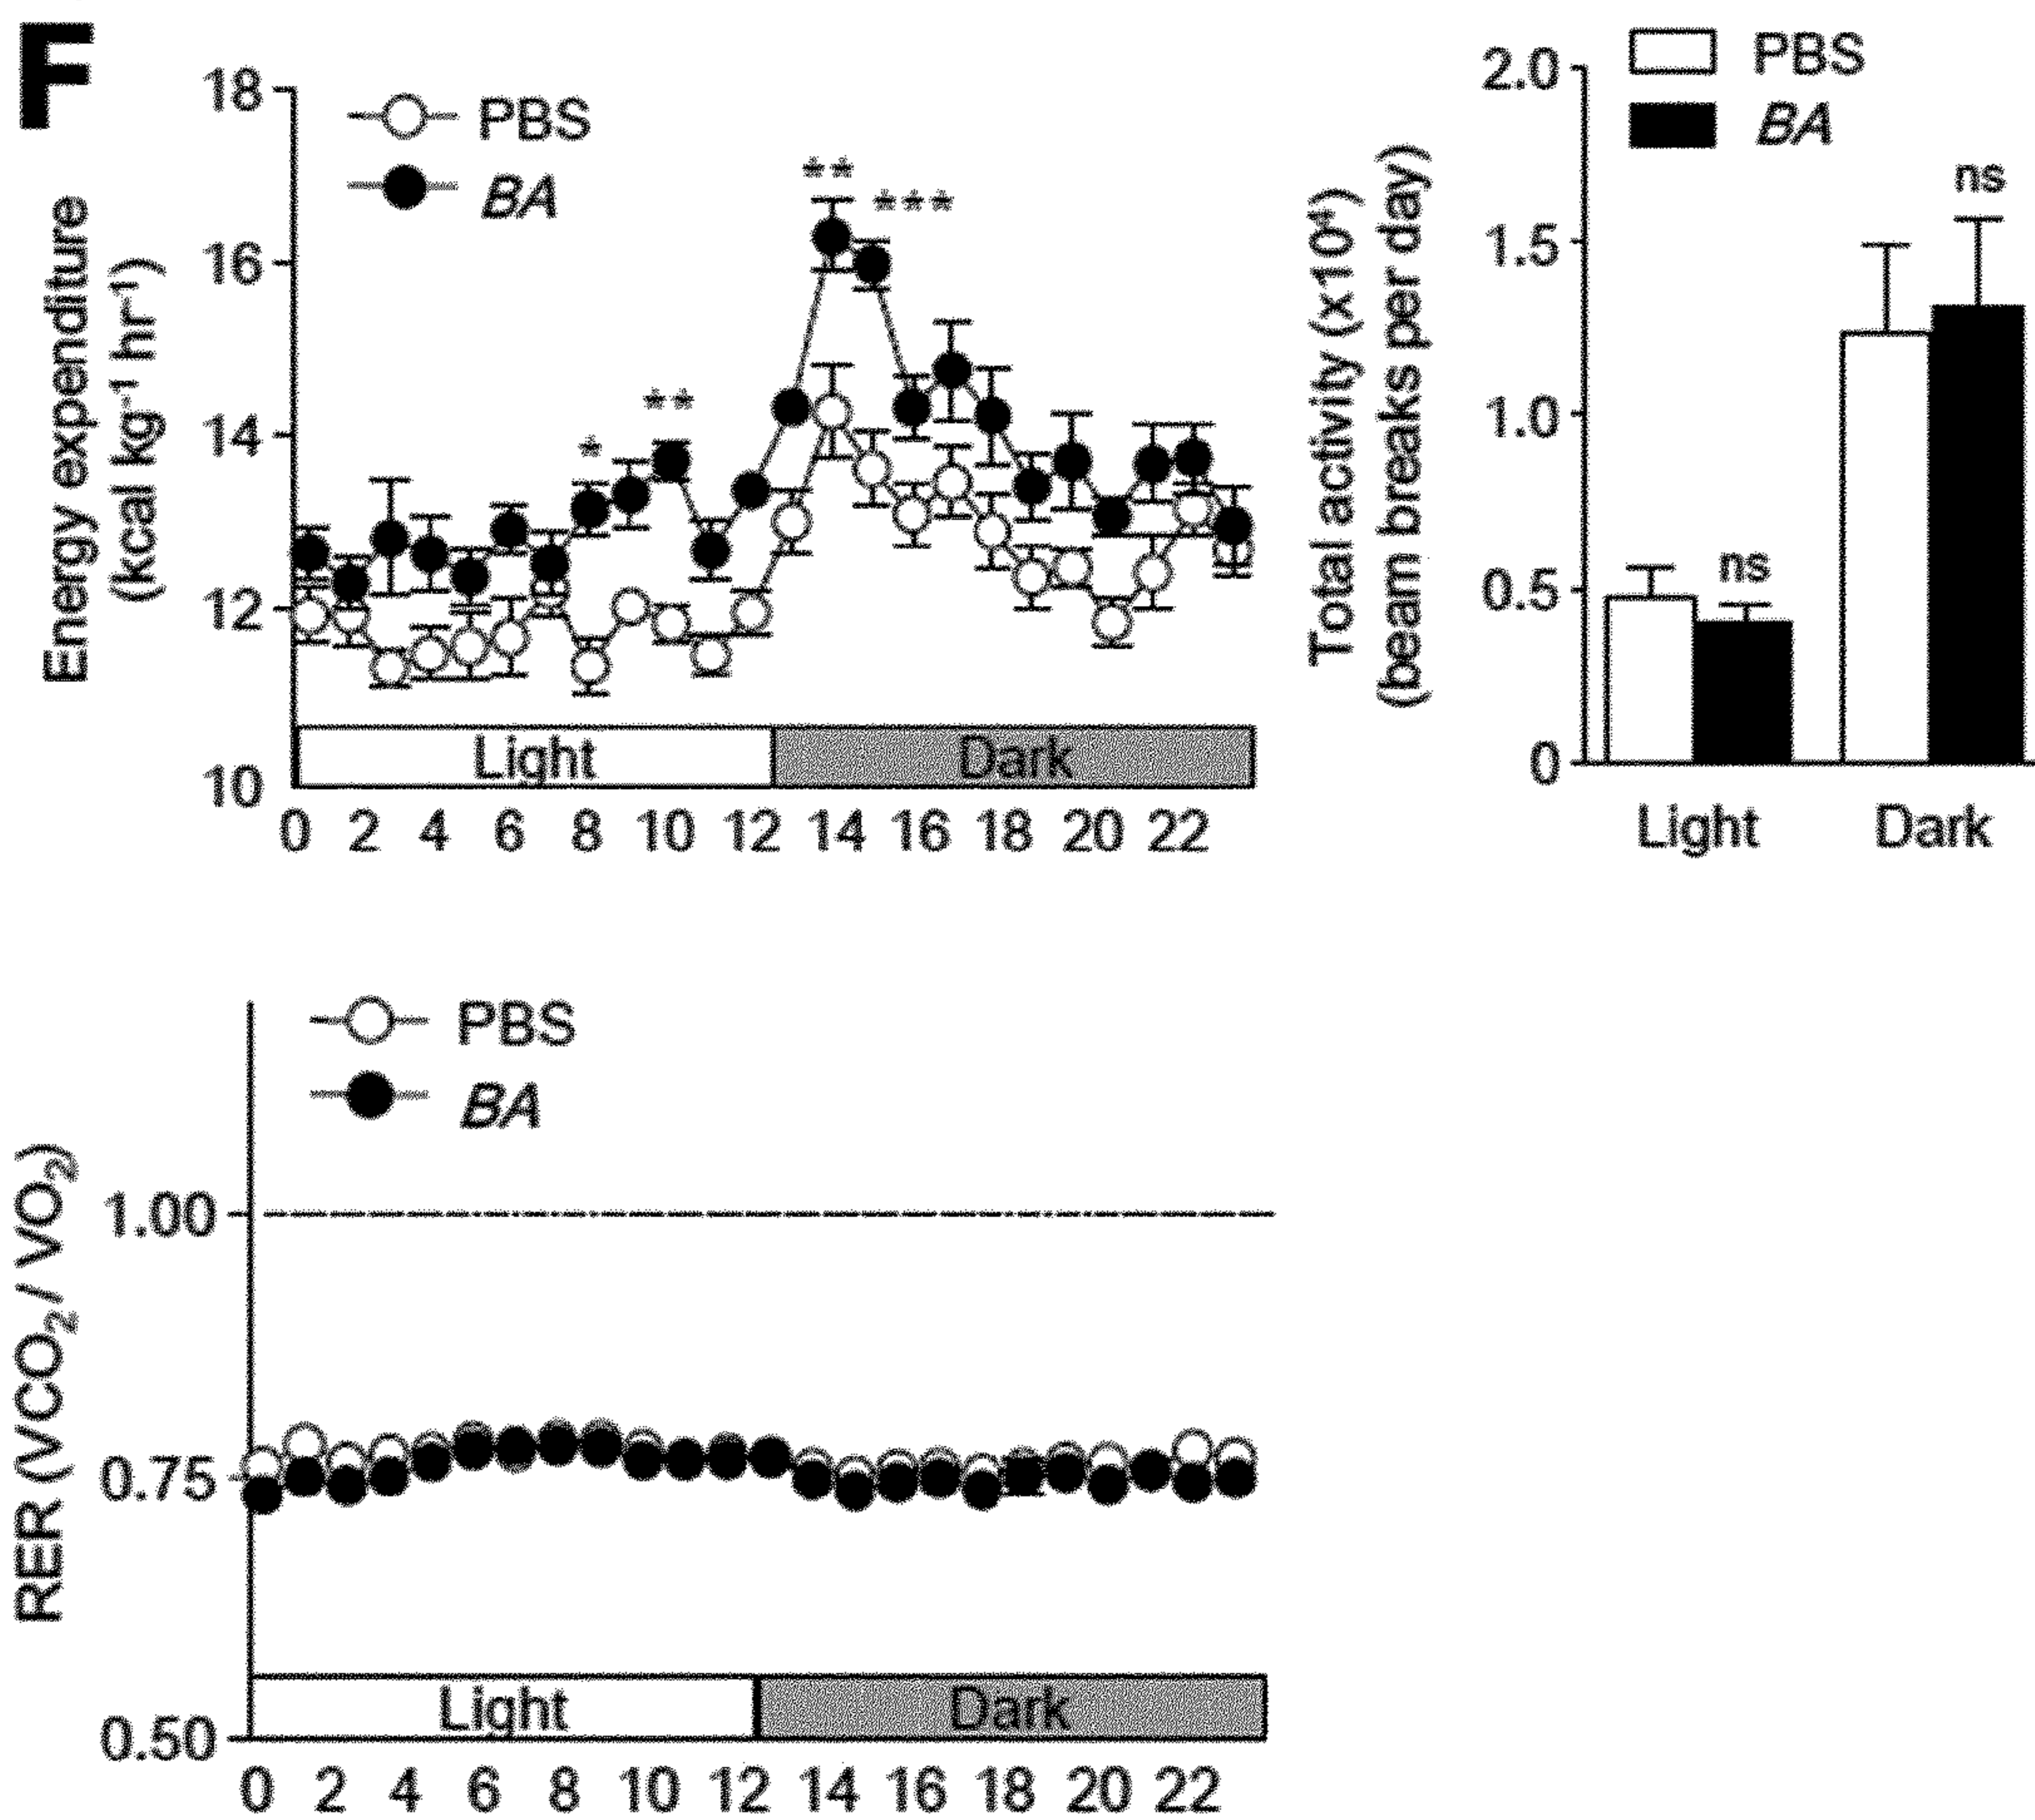 F
PBS
BA
Energy expenditure
(kcal kg⁻¹ hr⁻¹)
18
16
14
12
10
*
**
**
***
Light
Dark
0 2 4 6 8 10 12 14 16 18 20 22
PBS
BA
Total activity (x10⁴)
(beam breaks per day)
2.0
1.5
1.0
0.5
0
ns
ns
Light
Dark
PBS
BA
RER (VCO₂ / VO₂)
1.00
0.75
0.50
Light
Dark
0 2 4 6 8 10 12 14 16 18 20 22